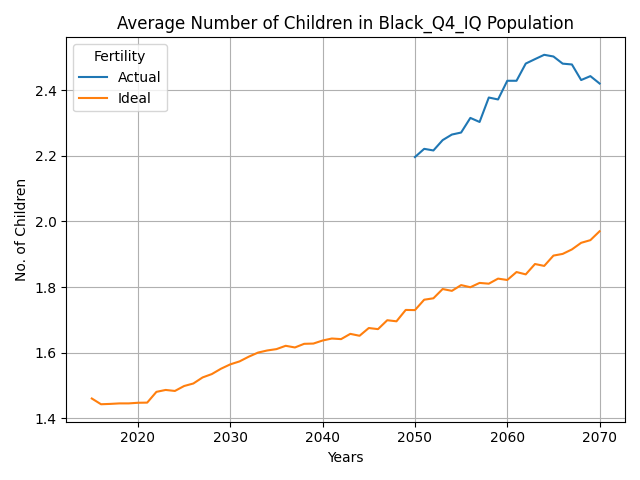 Average Number of Children in Black_Q4_IQ Population
Fertility
Actual
Ideal
No. of Children
2.4
2.2
2.0
1.8
1.6
1.4
2020 2030 2040 2050 2060 2070
Years